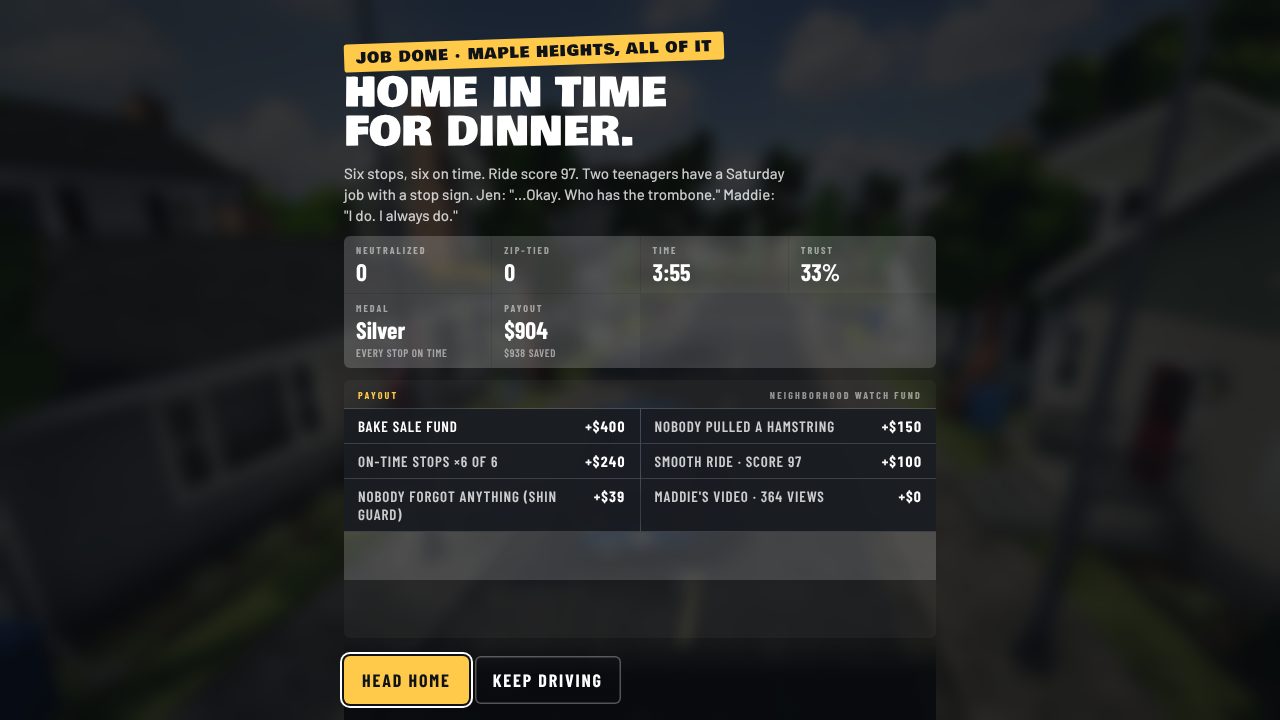 JOB DONE · MAPLE HEIGHTS, ALL OF IT
HOME IN TIME
FOR DINNER.
Six stops, six on time. Ride score 97. Two teenagers have a Saturday
job with a stop sign. Jen: "...Okay. Who has the trombone." Maddie:
"I do. I always do."
NEUTRALIZED
0
ZIP-TIED
0
TIME
3:55
TRUST
33%
MEDAL
Silver
EVERY STOP ON TIME
PAYOUT
$904
$938 SAVED
PAYOUT
NEIGHBORHOOD WATCH FUND
BAKE SALE FUND +$400
NOBODY PULLED A HAMSTRING +$150
ON-TIME STOPS ×6 OF 6 +$240
SMOOTH RIDE · SCORE 97 +$100
NOBODY FORGOT ANYTHING (SHIN +$39
GUARD)
MADDIE'S VIDEO · 364 VIEWS +$0
HEAD HOME
KEEP DRIVING